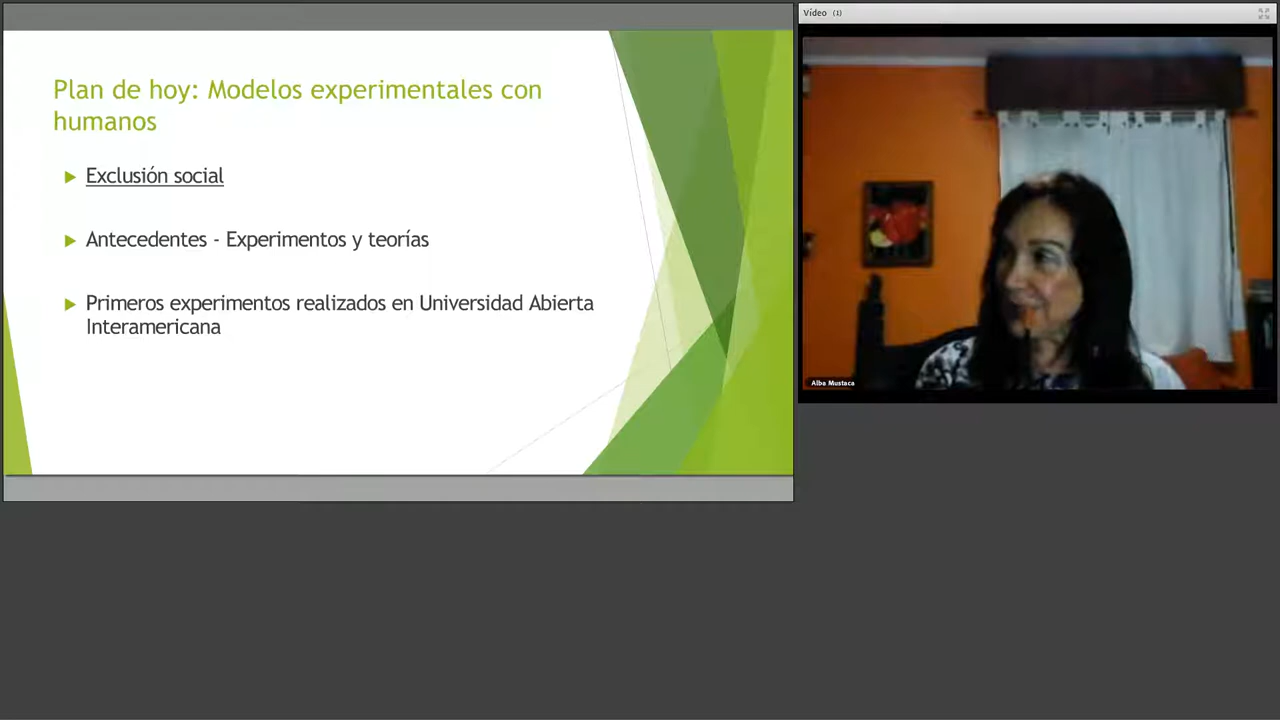 Plan de hoy: Modelos experimentales con
humanos
Exclusión social
Antecedentes - Experimentos y teorías
Primeros experimentos realizados en Universidad Abierta
Interamericana
Vídeo (1)
Alba Mustaca